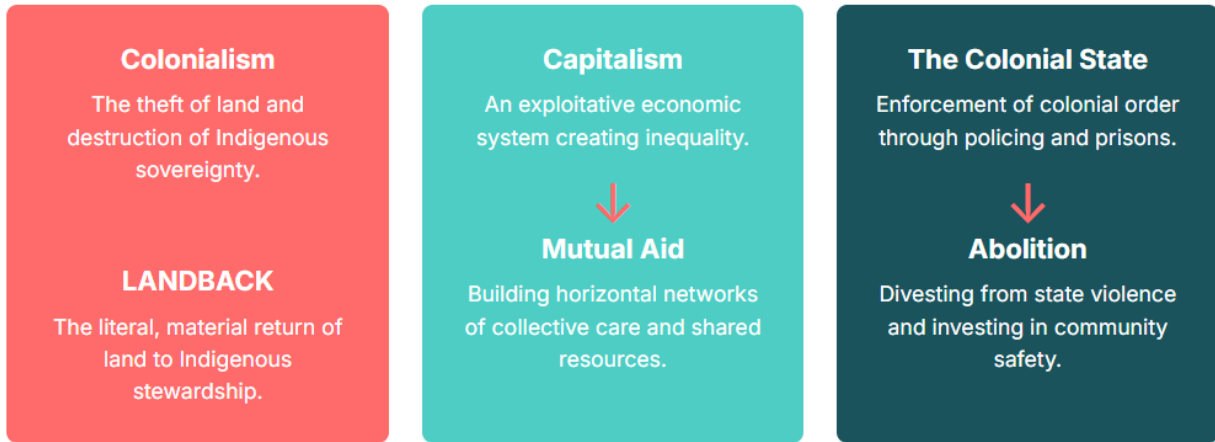 Colonialism
The theft of land and
destruction of Indigenous
sovereignty.
LANDBACK
The literal, material return of
land to Indigenous
stewardship.
Capitalism
An exploitative economic
system creating inequality.
Mutual Aid
Building horizontal networks
of collective care and shared
resources.
The Colonial State
Enforcement of colonial order
through policing and prisons.
Abolition
Divesting from state violence
and investing in community
safety.